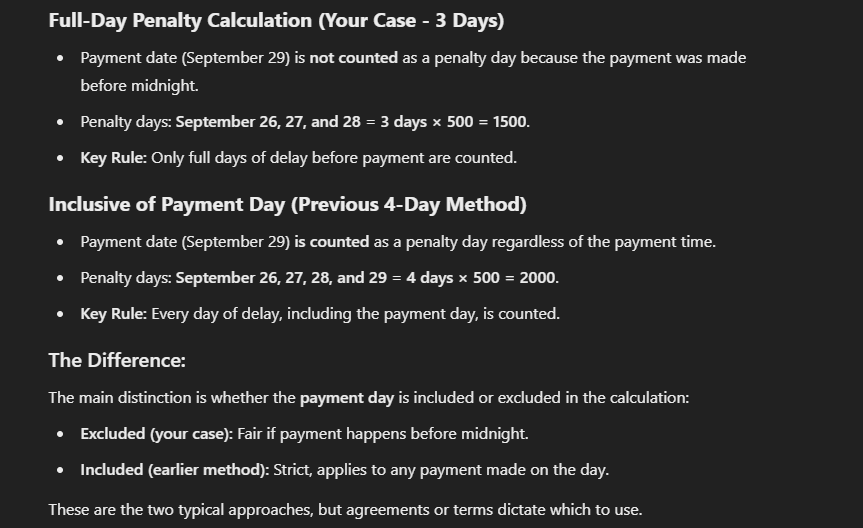 Full-Day Penalty Calculation (Your Case - 3 Days)
• Payment date (September 29) is not counted as a penalty day because the payment was made
before midnight.
• Penalty days: September 26, 27, and 28 = 3 days × 500 = 1500.
• Key Rule: Only full days of delay before payment are counted.
Inclusive of Payment Day (Previous 4-Day Method)
• Payment date (September 29) is counted as a penalty day regardless of the payment time.
• Penalty days: September 26, 27, 28, and 29 = 4 days × 500 = 2000.
• Key Rule: Every day of delay, including the payment day, is counted.
The Difference:
The main distinction is whether the payment day is included or excluded in the calculation:
• Excluded (your case): Fair if payment happens before midnight.
• Included (earlier method): Strict, applies to any payment made on the day.
These are the two typical approaches, but agreements or terms dictate which to use.